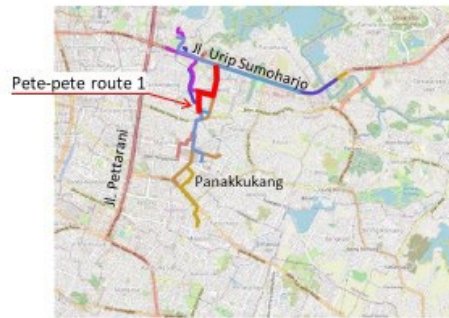 Jl. Urip Sumoharjo
Pete-pete route 1
Jl. Pettarani
Panakkukang